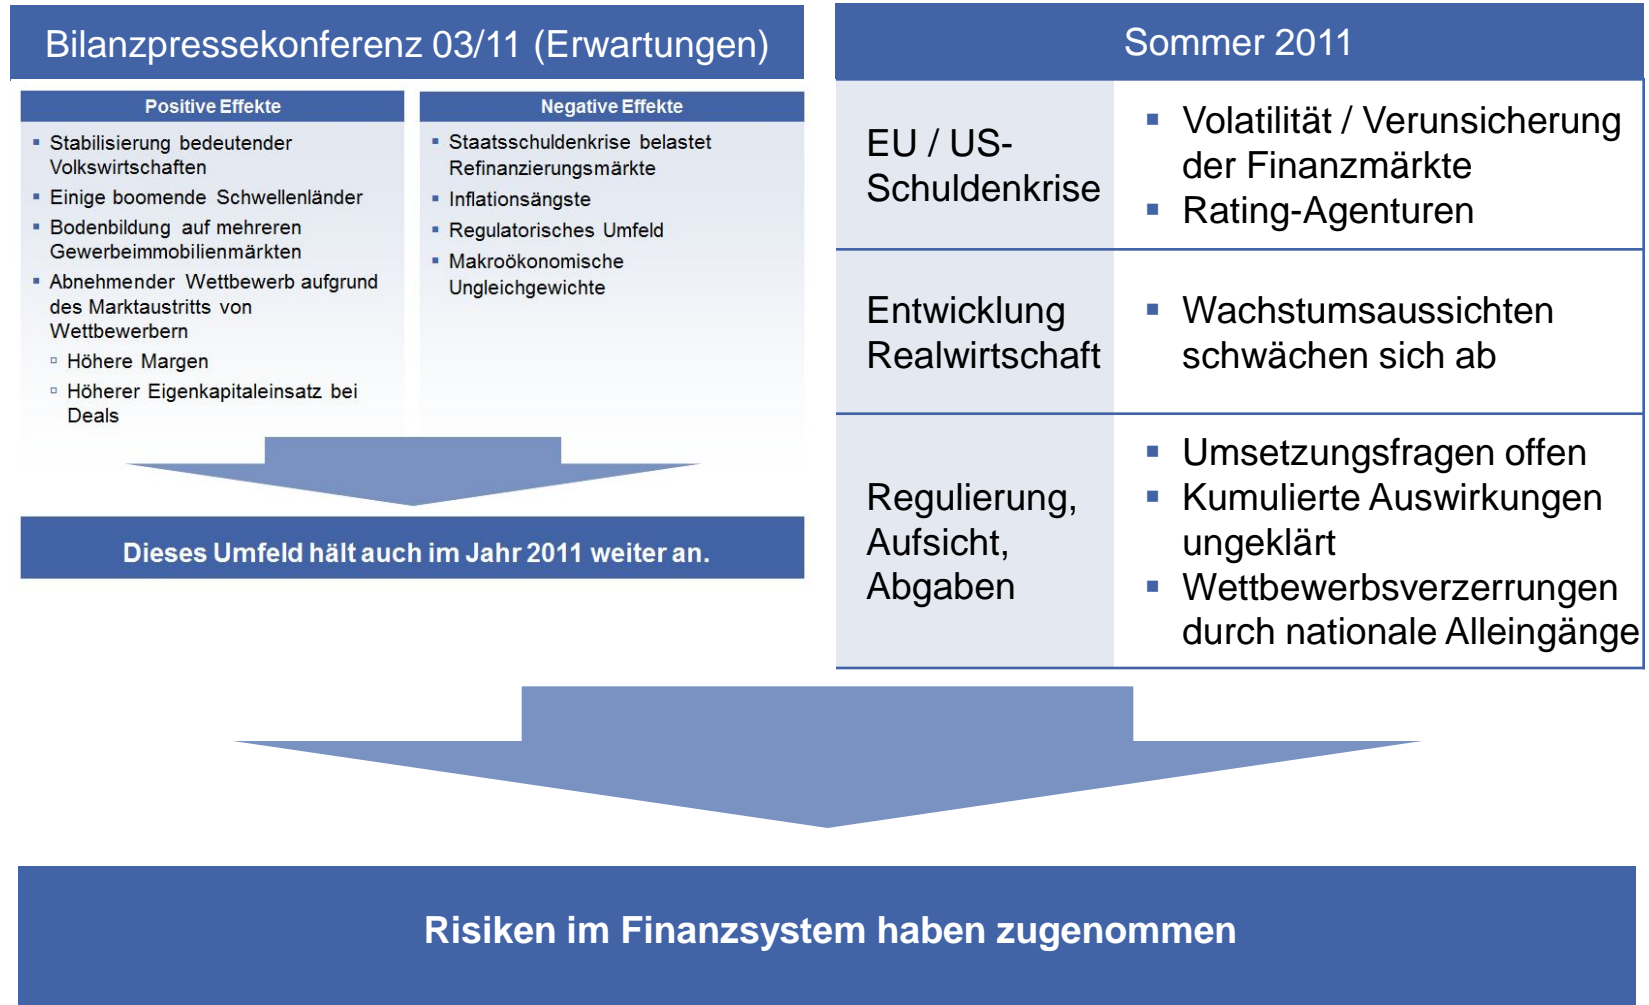 Bilanzpressekonferenz 03/11 (Erwartungen)
Positive Effekte
Stabilisierung bedeutender
Volkswirtschaften
Einige boomende Schwellenländer
Bodenbildung auf mehreren
Gewerbeimmobilienmärkten
Abnehmender Wettbewerb aufgrund
des Marktaustritts von
Wettbewerbern
Höhere Margen
Höherer Eigenkapitaleinsatz bei
Deals
Negative Effekte
Staatsschuldenkrise belastet
Refinanzierungsmärkte
Inflationsängste
Regulatorisches Umfeld
Makroökonomische
Ungleichgewichte
Dieses Umfeld hält auch im Jahr 2011 weiter an.
Sommer 2011
EU / US-
Schuldenkrise
Volatilität / Verunsicherung
der Finanzmärkte
Rating-Agenturen
Entwicklung
Realwirtschaft
Wachstumsaussichten
schwächen sich ab
Regulierung,
Aufsicht,
Abgaben
Umsetzungsfragen offen
Kumulierte Auswirkungen
ungeklärt
Wettbewerbsverzerrungen
durch nationale Alleingänge
Risiken im Finanzsystem haben zugenommen